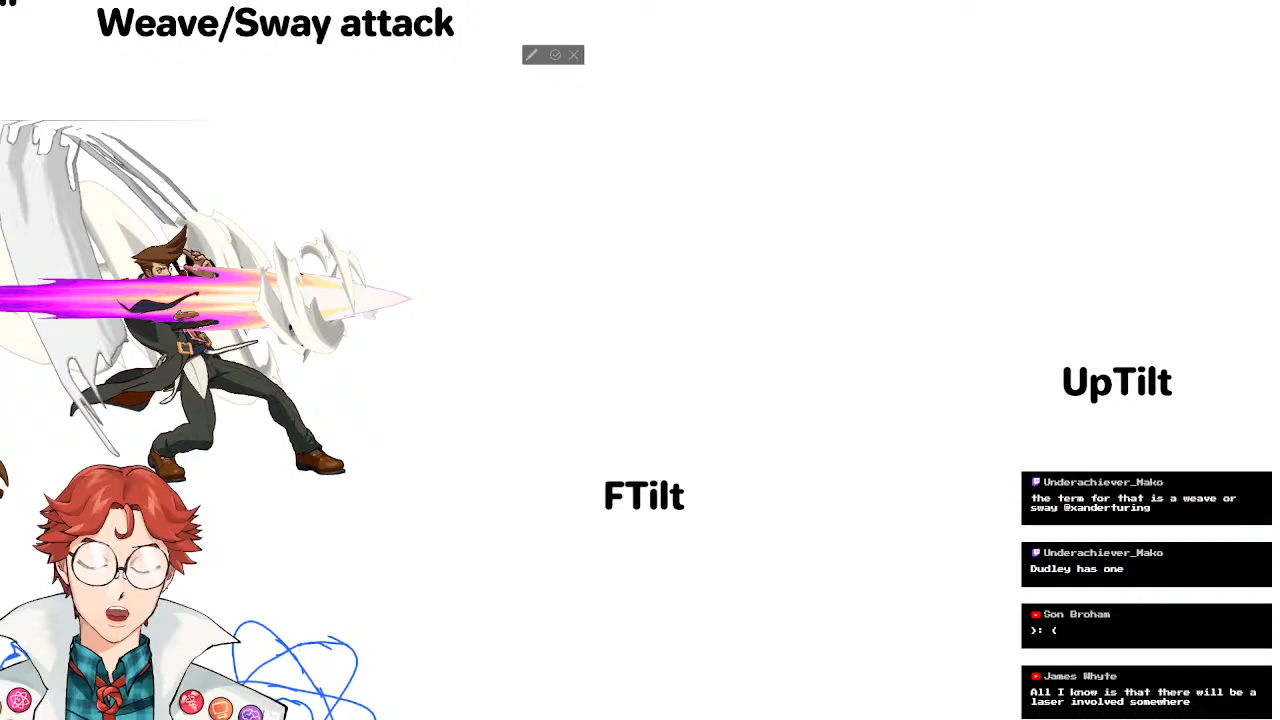 Weave/Sway attack
UpTilt
FTilt
Underachiever_Mako
the term for that is a weave or
sway @xanderturing
Underachiever_Mako
Dudley has one
Son Broham
}: {
James Whyte
All I know is that there will be a
laser involved somewhere